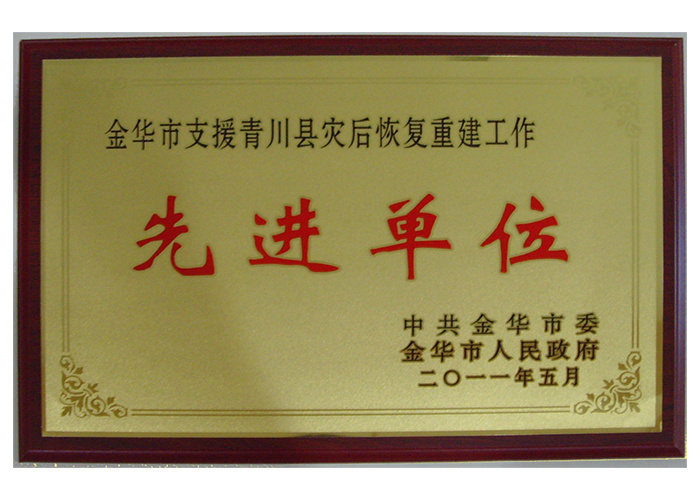 金华市支援青川县灾后恢复重建工作
先进单位
中共金华市委
金华市人民政府
二〇一一年五月